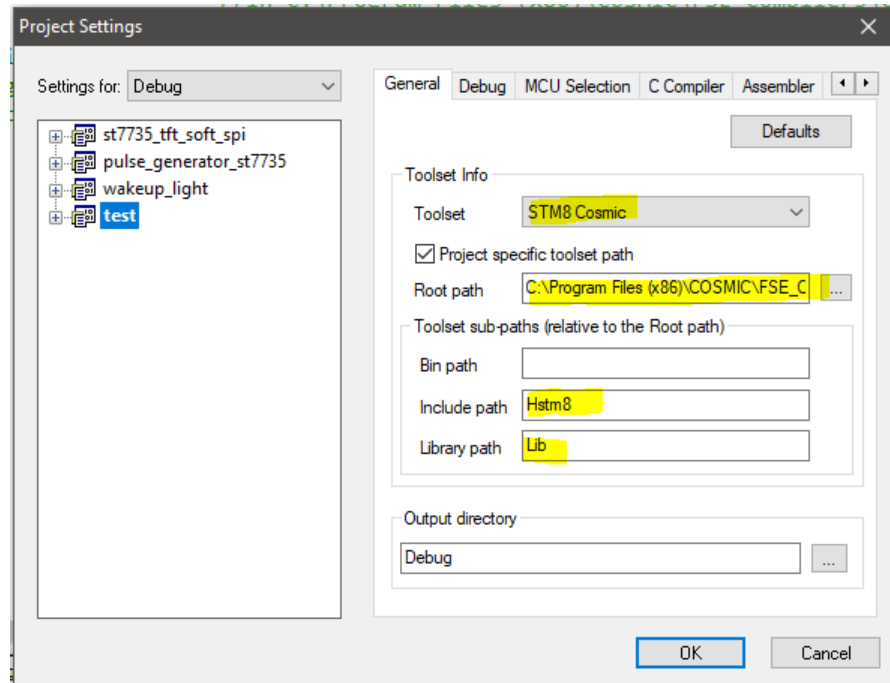 Project Settings
Settings for: Debug
st7735_tft_soft_spi
pulse_generator_st7735
wakeup_light
test
General Debug MCU Selection C Compiler Assembler
Defaults
Toolset Info
Toolset STM8 Cosmic
Project specific toolset path
Root path C:\Program Files (x86)\COSMIC\FSE_C ...
Toolset sub-paths (relative to the Root path)
Bin path
Include path Hstm8
Library path Lib
Output directory
Debug ...
OK Cancel